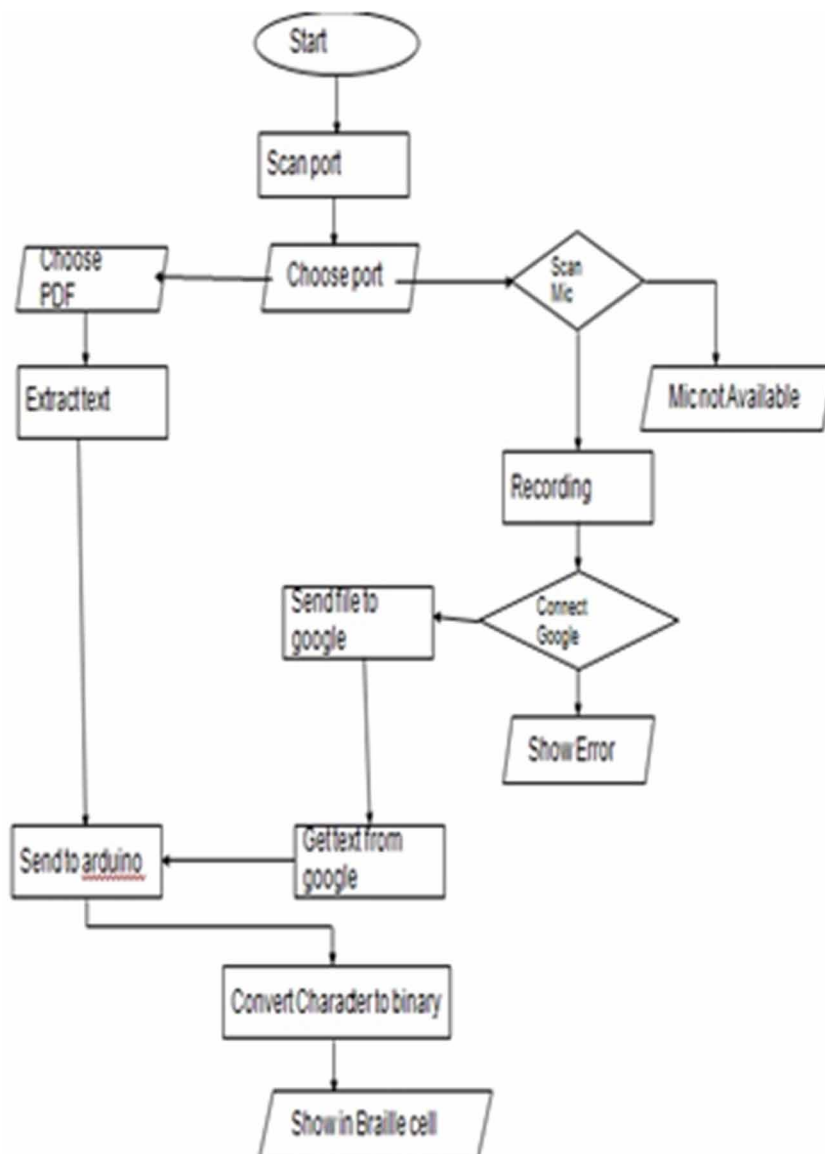 Start
Scan port
Choose
PDF
Choose port
Scan
Mic
Extract text
Mic not Available
Recording
Send file to
google
Connect
Google
Show Error
Send to arduino
Get text from
google
Convert Character to binary
Show in Braille cell